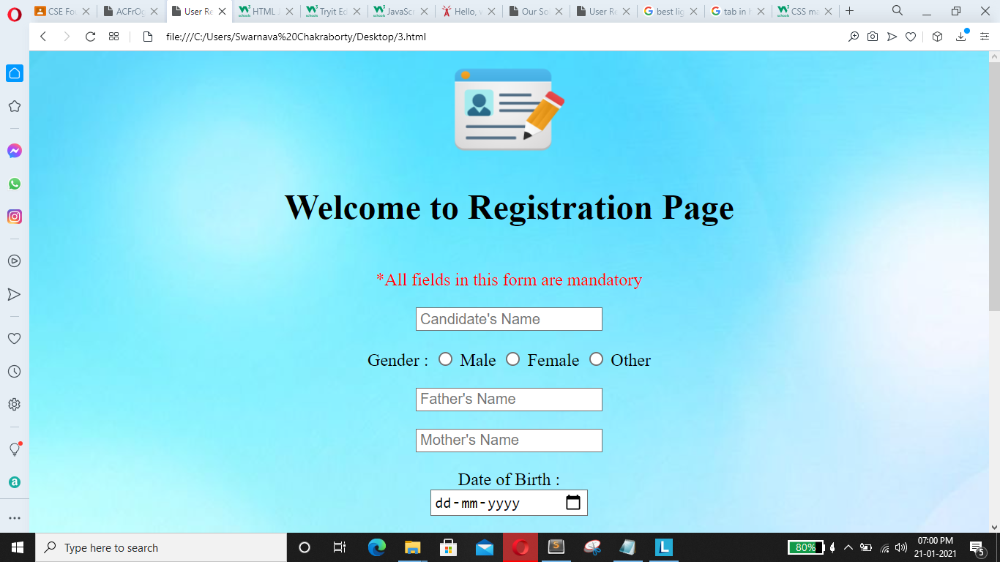 CSE Fou
ACFrOg
User Re
HTML J
Tryit Ed
JavaScr
Hello, w
Our So
User Re
best lig
tab in h
CSS ma
file:///C:/Users/Swarnava%20Chakraborty/Desktop/3.html
Welcome to Registration Page
*All fields in this form are mandatory
Candidate's Name
Gender : Male Female Other
Father's Name
Mother's Name
Date of Birth :
dd-mm-yyyy
Type here to search
80%
07:00 PM
21-01-2021
5